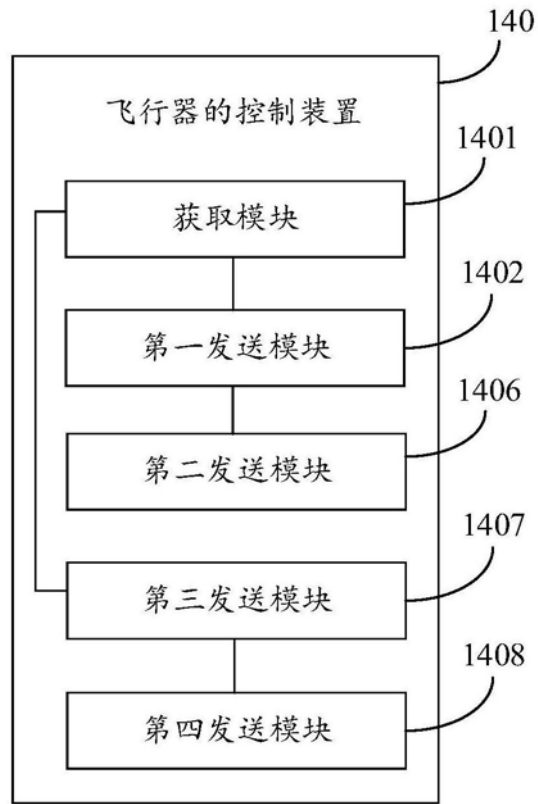 140
飞行器的控制装置
1401
获取模块
1402
第一发送模块
1406
第二发送模块
1407
第三发送模块
1408
第四发送模块